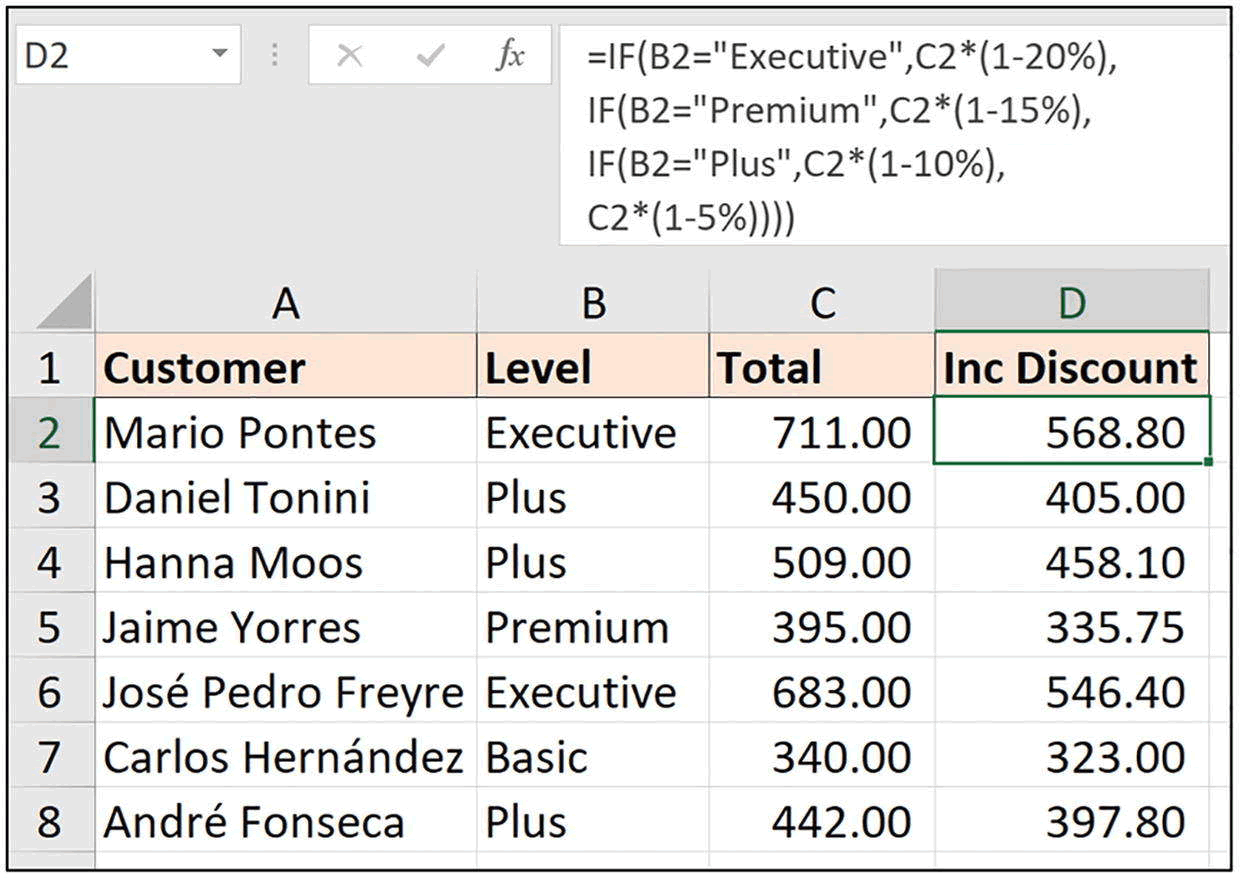 D2 fx =IF(B2="Executive",C2*(1-20%),
IF(B2="Premium",C2*(1-15%),
IF(B2="Plus",C2*(1-10%),
C2*(1-5%))))
A B C D
1 Customer Level Total Inc Discount
2 Mario Pontes Executive 711.00 568.80
3 Daniel Tonini Plus 450.00 405.00
4 Hanna Moos Plus 509.00 458.10
5 Jaime Yorres Premium 395.00 335.75
6 José Pedro Freyre Executive 683.00 546.40
7 Carlos Hernández Basic 340.00 323.00
8 André Fonseca Plus 442.00 397.80